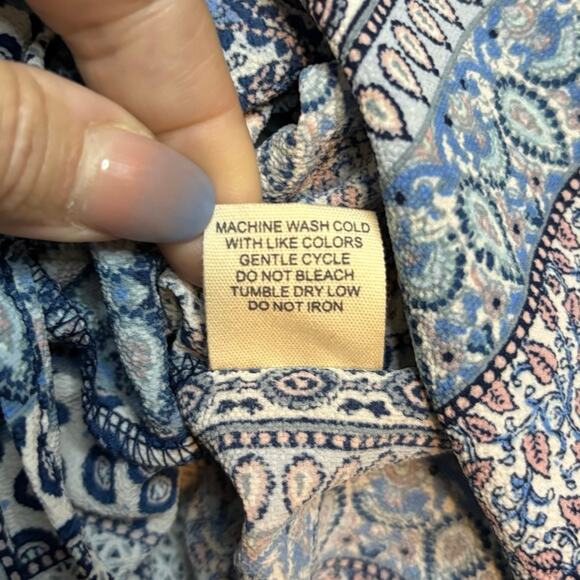 MACHINE WASH COLD
WITH LIKE COLORS
GENTLE CYCLE
DO NOT BLEACH
TUMBLE DRY LOW
DO NOT IRON